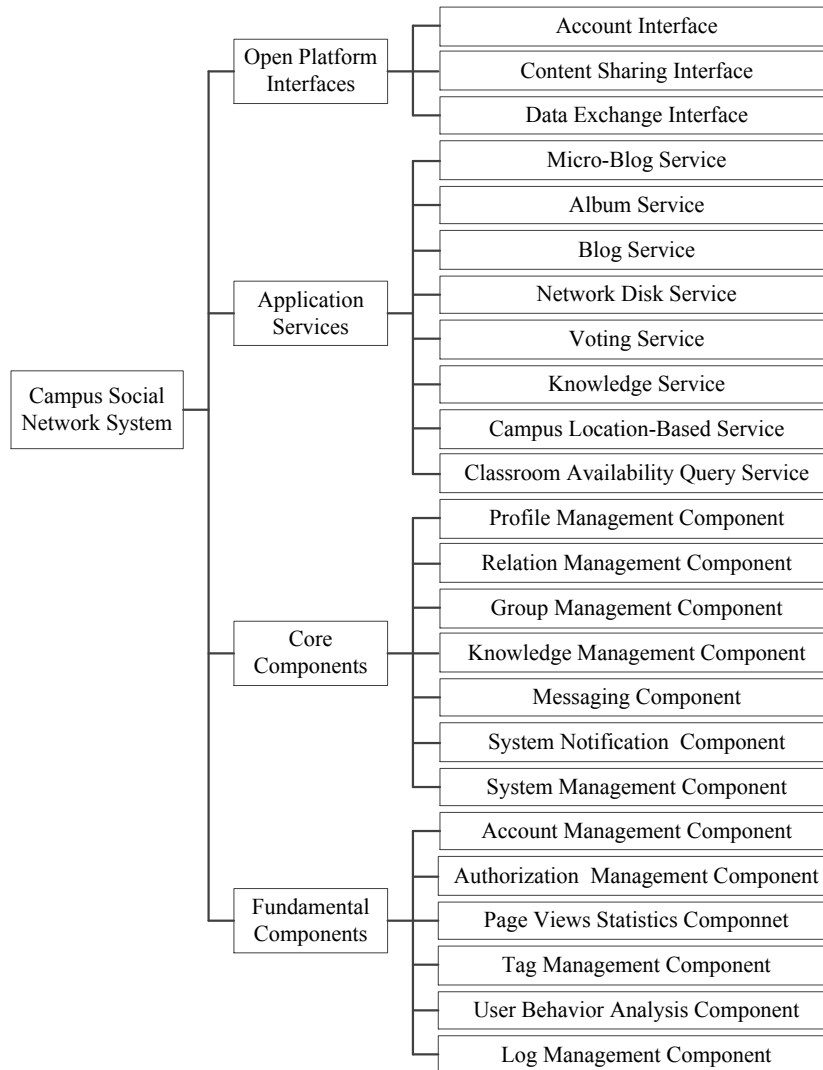 Campus Social
Network System
Open Platform
Interfaces
Account Interface
Content Sharing Interface
Data Exchange Interface
Application
Services
Micro-Blog Service
Album Service
Blog Service
Network Disk Service
Voting Service
Knowledge Service
Campus Location-Based Service
Classroom Availability Query Service
Core
Components
Profile Management Component
Relation Management Component
Group Management Component
Knowledge Management Component
Messaging Component
System Notification  Component
System Management Component
Fundamental
Components
Account Management Component
Authorization  Management Component
Page Views Statistics Componnet
Tag Management Component
User Behavior Analysis Component
Log Management Component